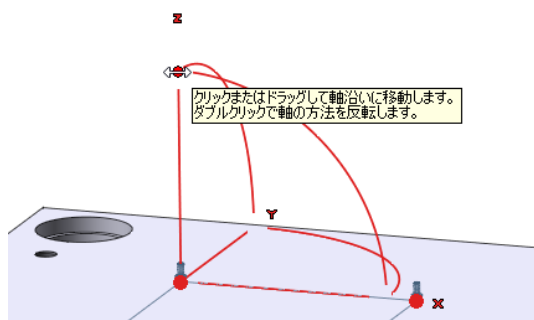 Z
クリックまたはドラッグして軸沿いに移動します。
ダブルクリックで軸の方法を反転します。
Y
X